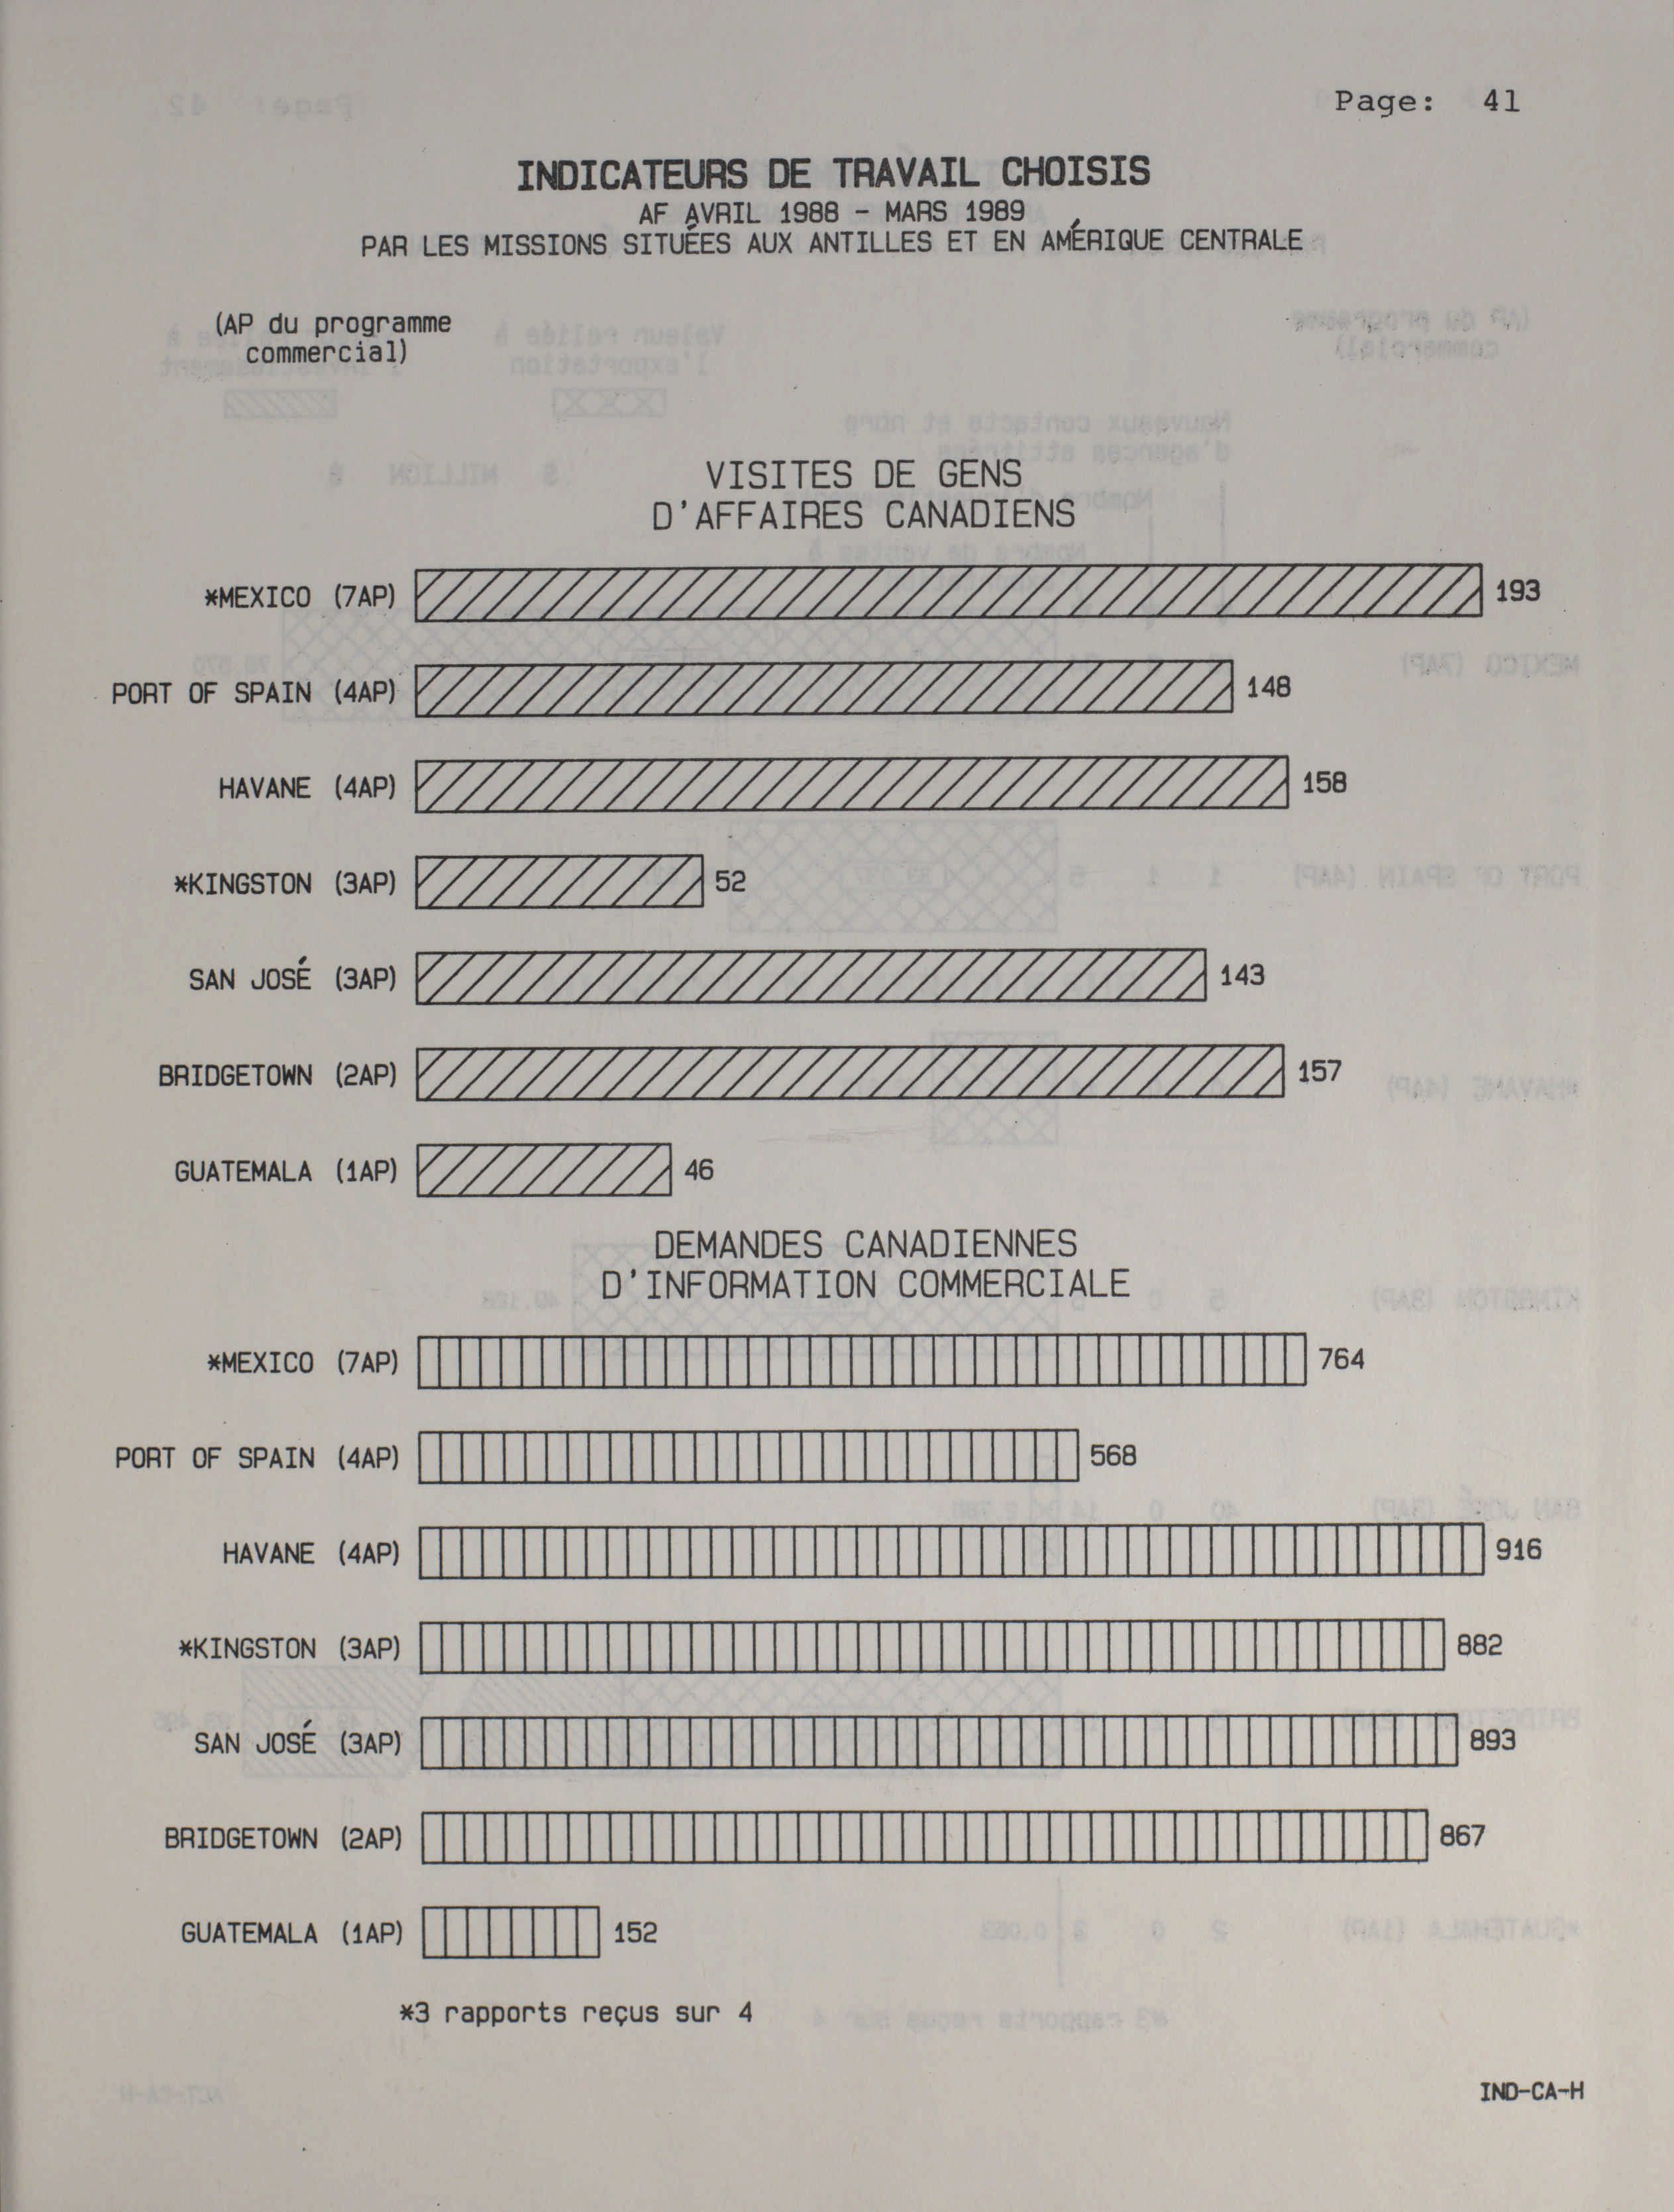 Page: 41
INDICATEURS DE TRAVAIL CHOISIS
AF AVRIL 1988 - MARS 1989
PAR LES MISSIONS SITUÉES AUX ANTILLES ET EN AMÉRIQUE CENTRALE
(AP du programme
commercial)
VISITES DE GENS
D'AFFAIRES CANADIENS
*MEXICO (7AP) 193
PORT OF SPAIN (4AP) 148
HAVANE (4AP) 158
*KINGSTON (3AP) 52
SAN JOSÉ (3AP) 143
BRIDGETOWN (2AP) 157
GUATEMALA (1AP) 46
DEMANDES CANADIENNES
D'INFORMATION COMMERCIALE
*MEXICO (7AP) 764
PORT OF SPAIN (4AP) 568
HAVANE (4AP) 916
*KINGSTON (3AP) 882
SAN JOSÉ (3AP) 893
BRIDGETOWN (2AP) 867
GUATEMALA (1AP) 152
*3 rapports reçus sur 4
IND-CA-H